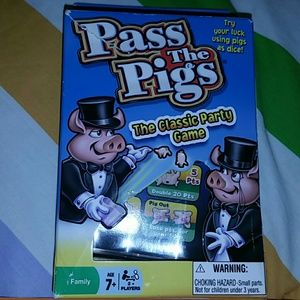 Pass
The
Pigs
Try
your luck
using pigs
as dice!
The Classic Party
Game
5
Pts
Double 20 Pts
Pig Out
Family
AGE
7+
2+
PLAYERS
WARNING:
CHOKING HAZARD-Small parts.
Not for children under 3 years.